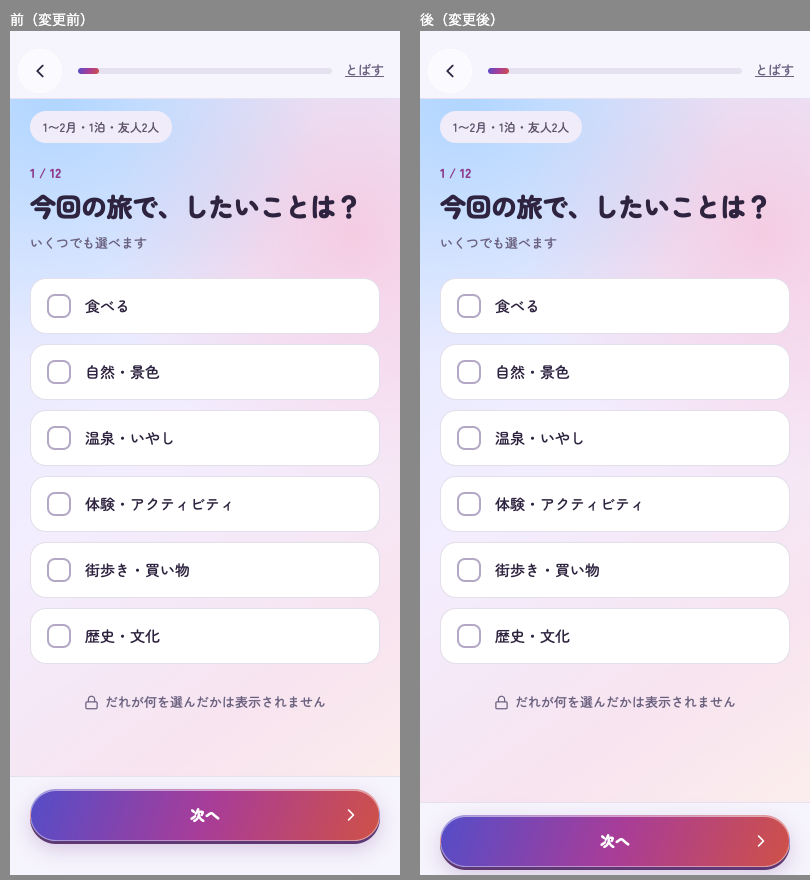 前（変更前）
とばす
1〜2月・1泊・友人2人
1 / 12
今回の旅で、したいことは？
いくつでも選べます
食べる
自然・景色
温泉・いやし
体験・アクティビティ
街歩き・買い物
歴史・文化
だれが何を選んだかは表示されません
次へ
後（変更後）
とばす
1〜2月・1泊・友人2人
1 / 12
今回の旅で、したいことは？
いくつでも選べます
食べる
自然・景色
温泉・いやし
体験・アクティビティ
街歩き・買い物
歴史・文化
だれが何を選んだかは表示されません
次へ